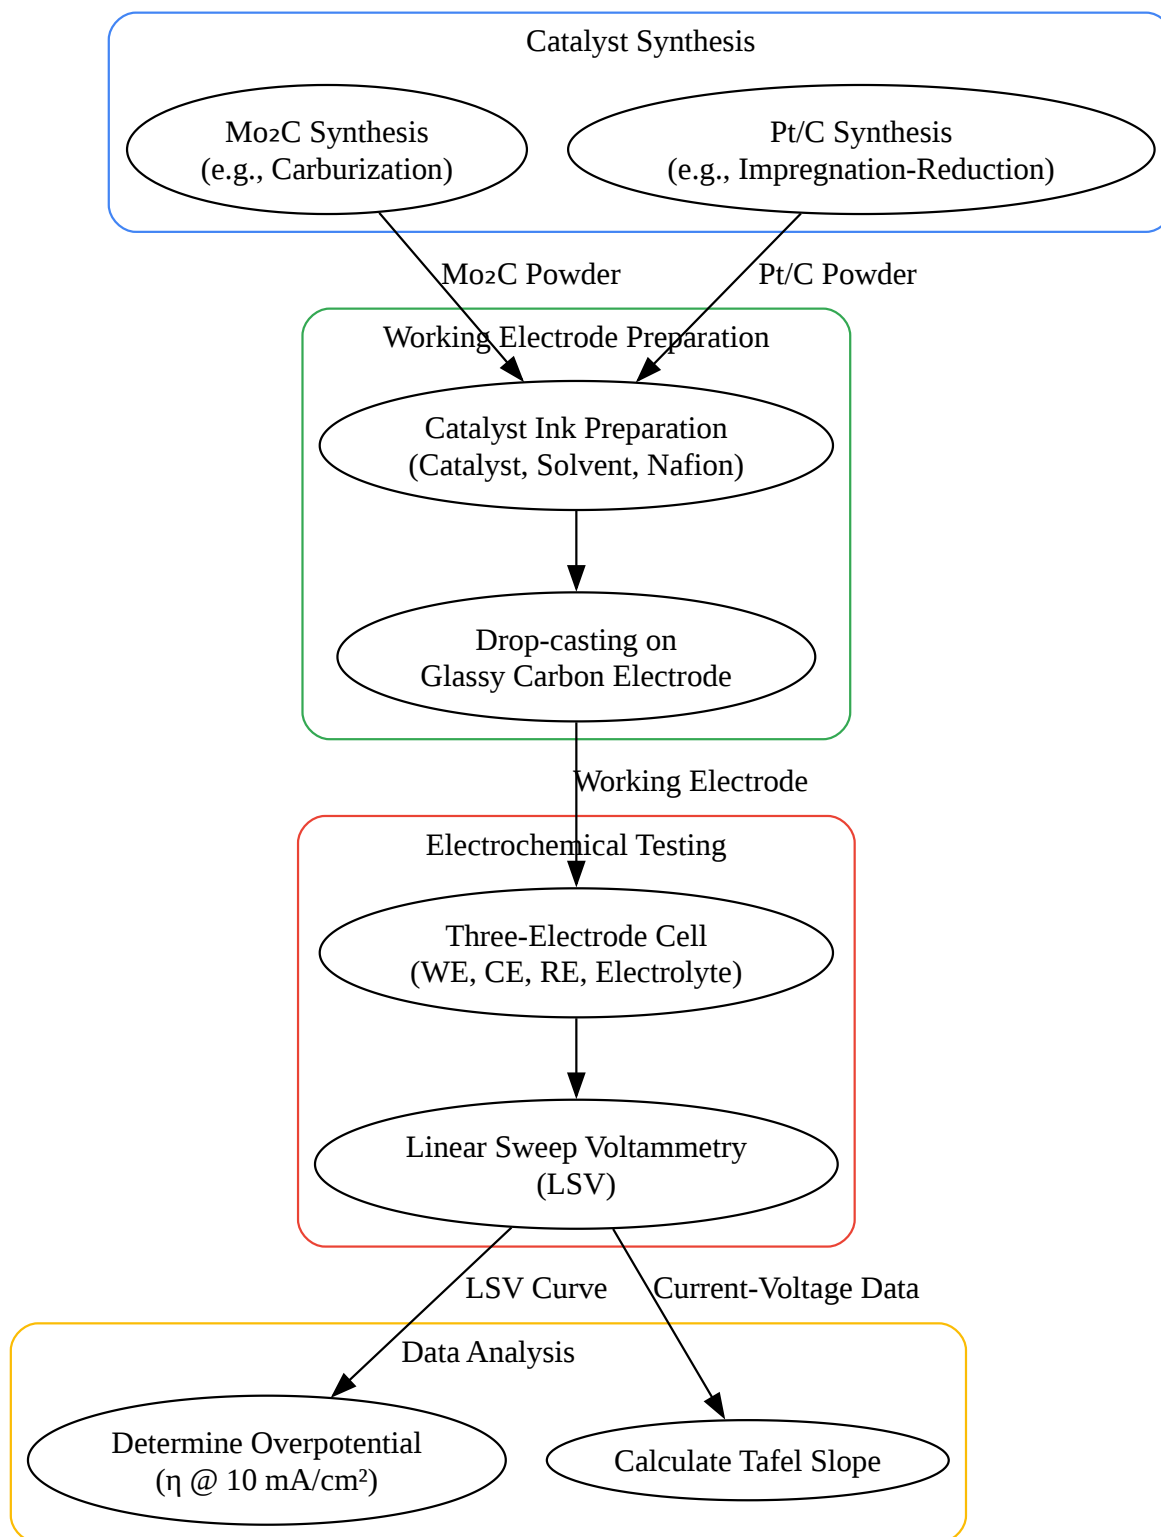 Catalyst Synthesis
Mo₂C Synthesis
(e.g., Carburization)
Pt/C Synthesis
(e.g., Impregnation-Reduction)
Mo₂C Powder
Pt/C Powder
Working Electrode Preparation
Catalyst Ink Preparation
(Catalyst, Solvent, Nafion)
Drop-casting on
Glassy Carbon Electrode
Working Electrode
Electrochemical Testing
Three-Electrode Cell
(WE, CE, RE, Electrolyte)
Linear Sweep Voltammetry
(LSV)
LSV Curve
Current-Voltage Data
Data Analysis
Determine Overpotential
(η @ 10 mA/cm²)
Calculate Tafel Slope